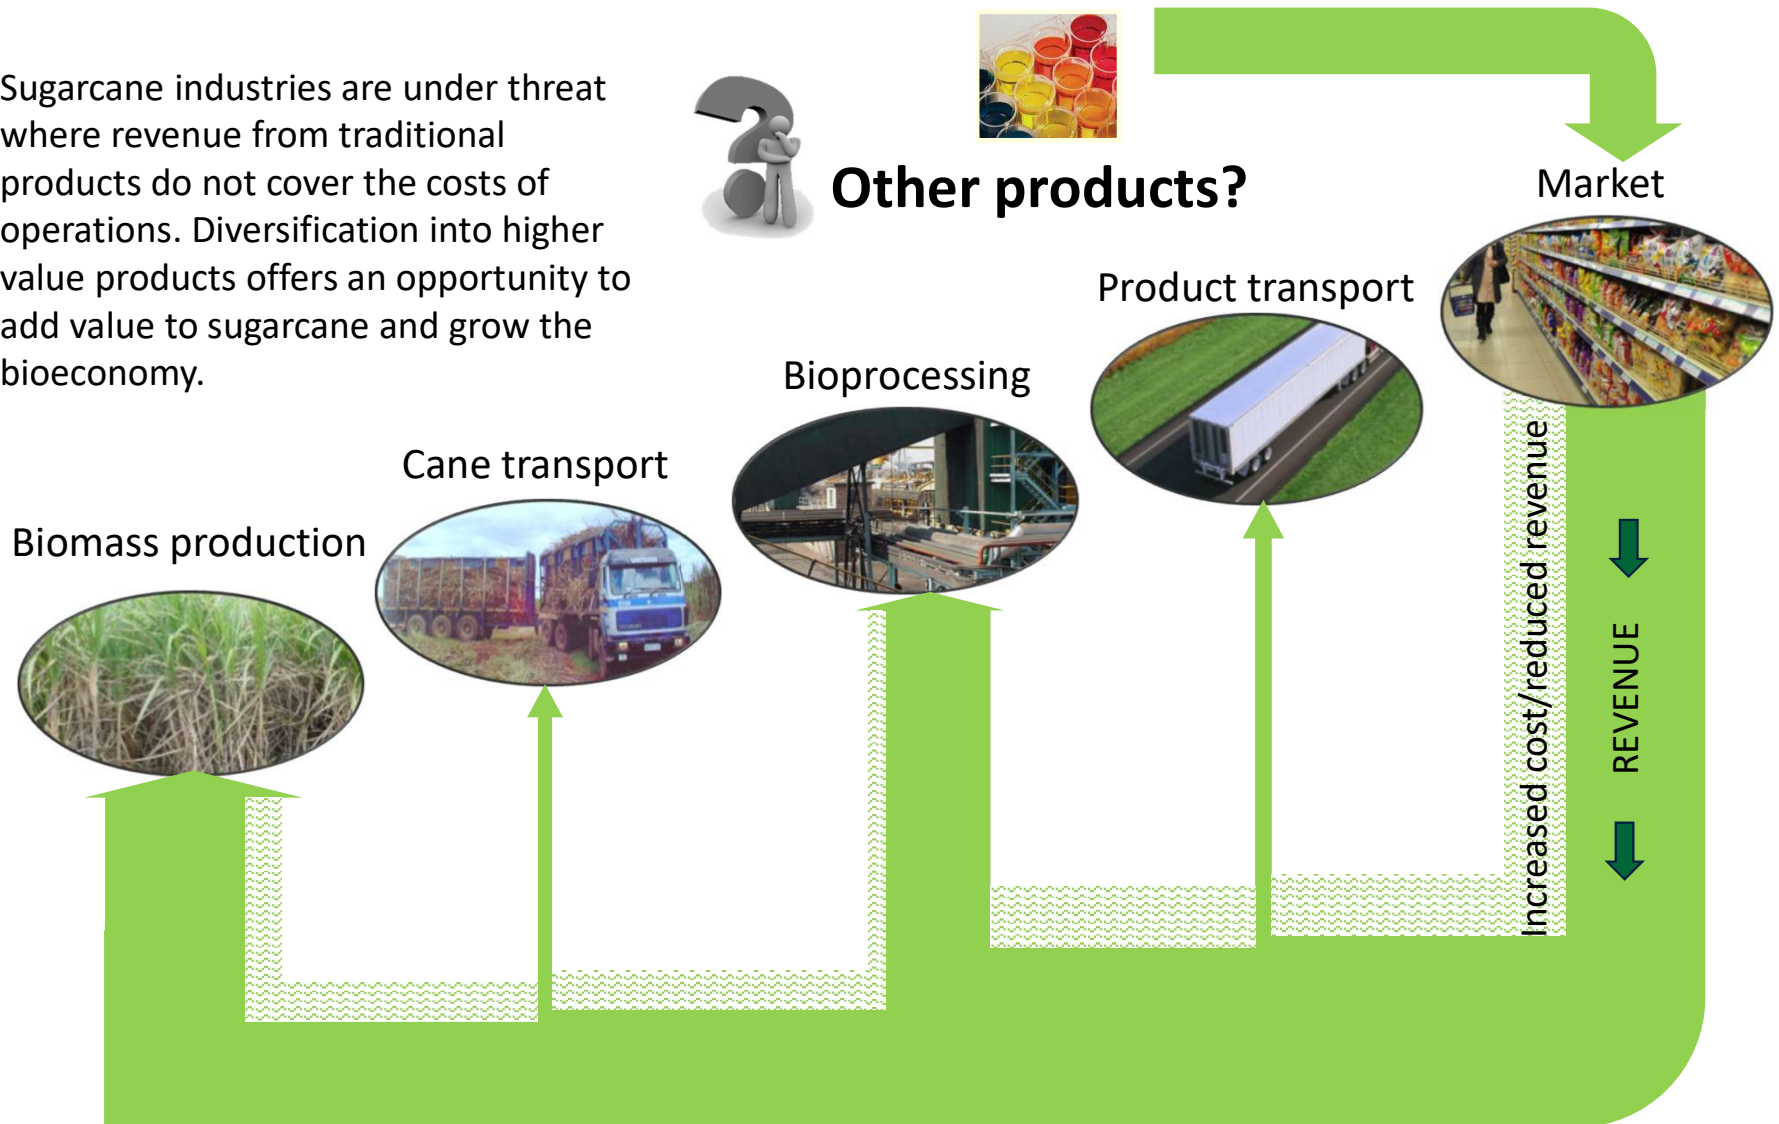 Sugarcane industries are under threat
where revenue from traditional
products do not cover the costs of
operations. Diversification into higher
value products offers an opportunity to
add value to sugarcane and grow the
bioeconomy.
Other products?
Market
Product transport
Bioprocessing
Cane transport
Biomass production
Increased cost/reduced revenue
REVENUE